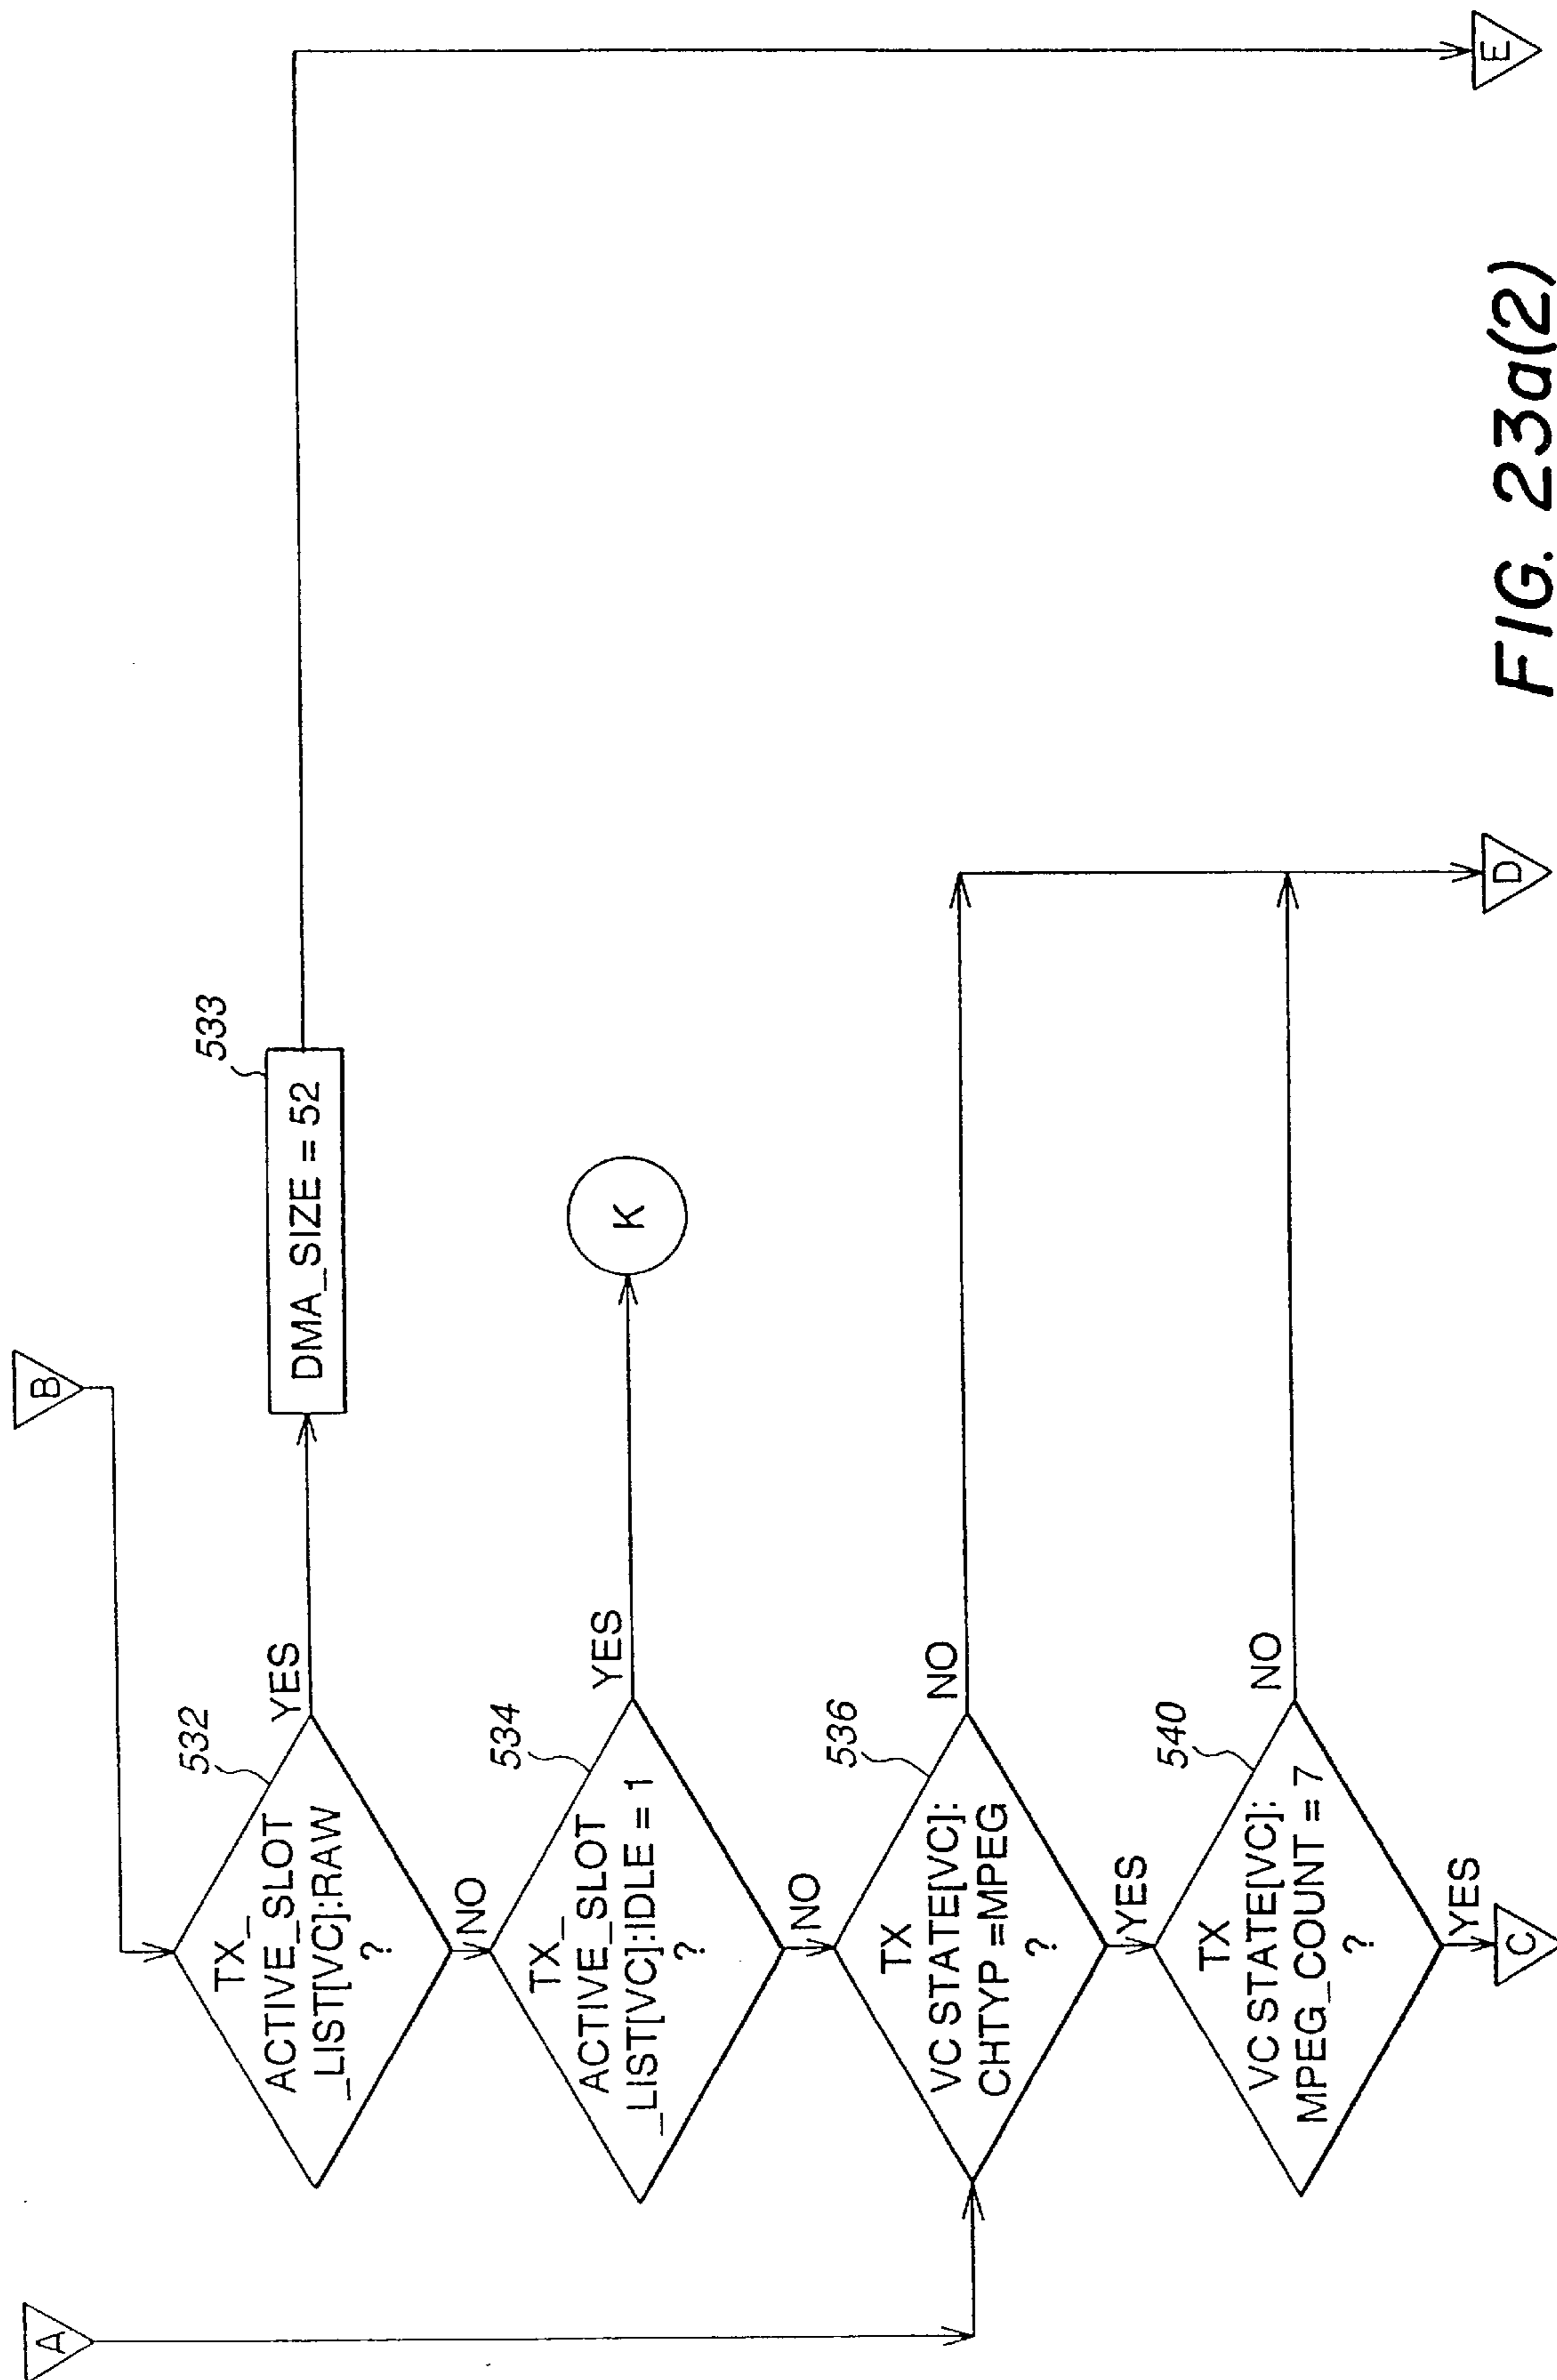 A
B
532
TX_
ACTIVE_SLOT
_LIST[VC]:RAW
?
YES
NO
533
DMA_SIZE = 52
534
TX_
ACTIVE_SLOT
_LIST[VC]:IDLE = 1
?
YES
NO
K
536
TX
VC STATE[VC]:
CHTYP =MPEG
?
NO
YES
540
TX
VC STATE[VC]:
MPEG_COUNT = 7
?
NO
YES
C
D
E
FIG. 23a(2)